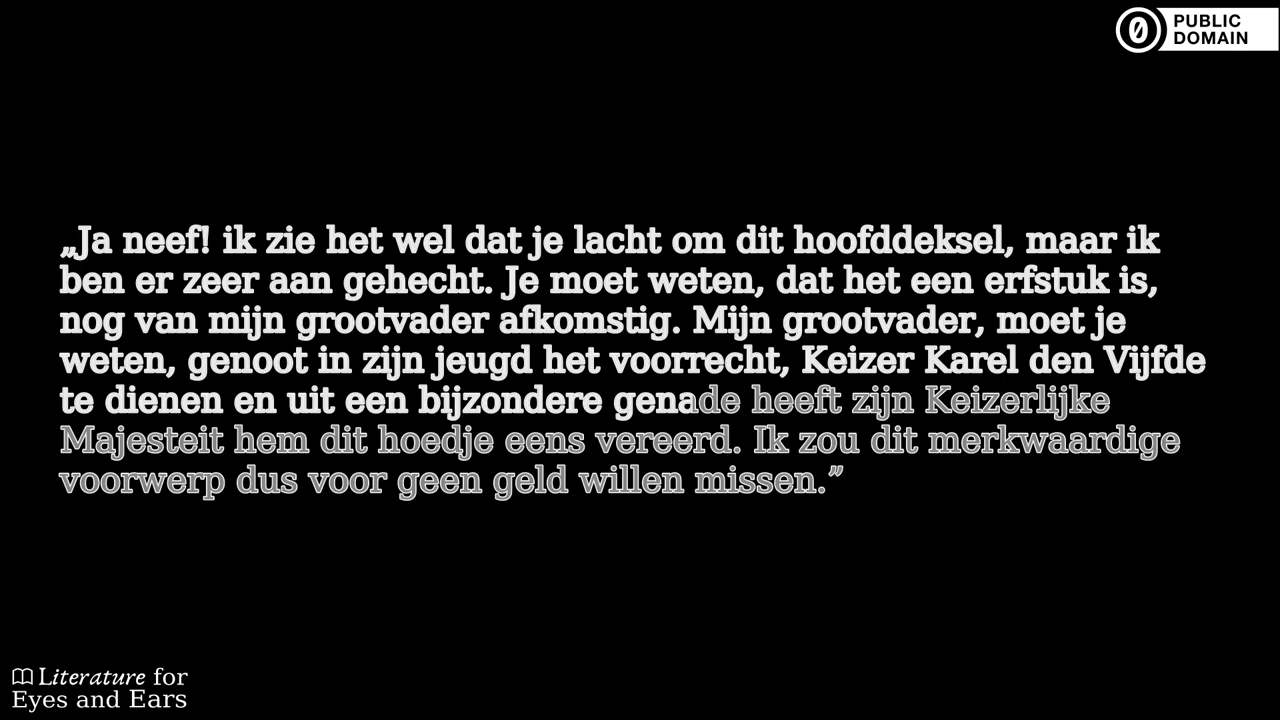 PUBLIC
DOMAIN
„Ja neef! ik zie het wel dat je lacht om dit hoofddeksel, maar ik
ben er zeer aan gehecht. Je moet weten, dat het een erfstuk is,
nog van mijn grootvader afkomstig. Mijn grootvader, moet je
weten, genoot in zijn jeugd het voorrecht, Keizer Karel den Vijfde
te dienen en uit een bijzondere genade heeft zijn Keizerlijke
Majesteit hem dit hoedje eens vereerd. Ik zou dit merkwaardige
voorwerp dus voor geen geld willen missen.”
Literature for
Eyes and Ears